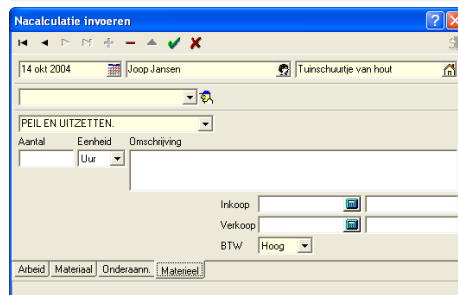 Nacalculatie invoeren
14 okt 2004 Joop Jansen Tuinschuurtje van hout
PEIL EN UITZETTEN.
Aantal Eenheid Omschrijving
Uur
Inkoop
Verkoop
BTW Hoog
Arbeid Materiaal Onderaann. Materieel